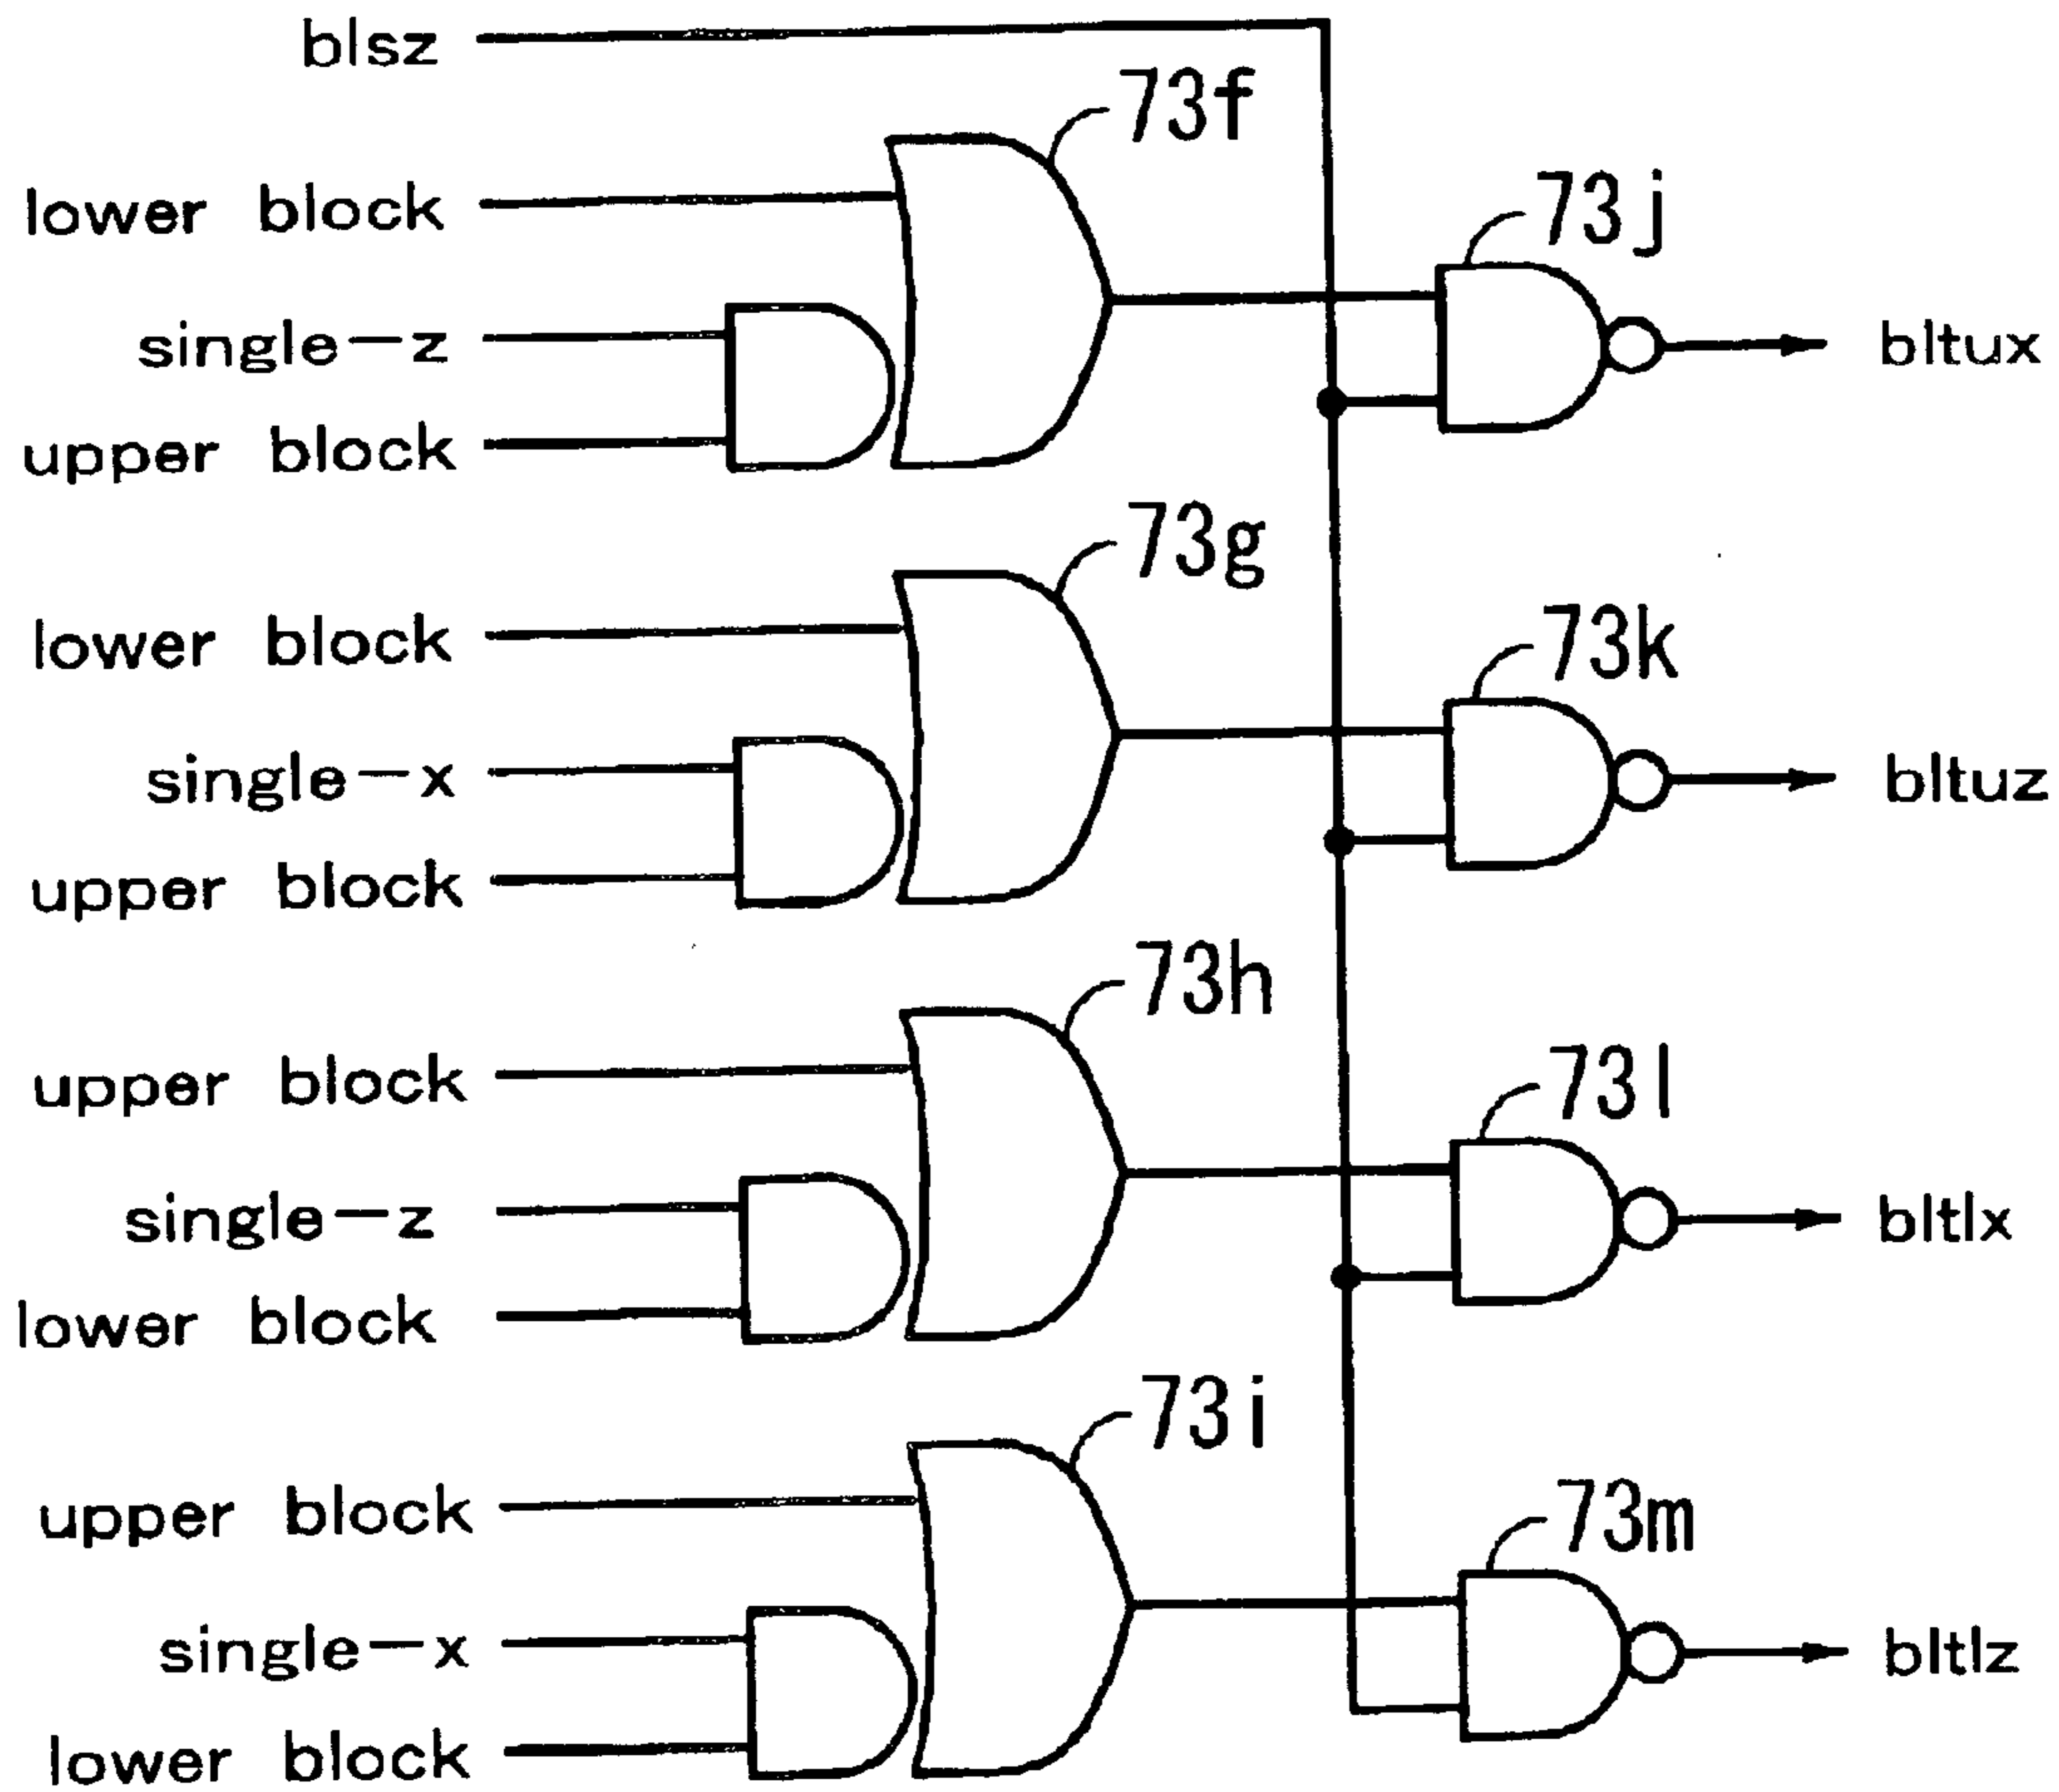 blsz
73f
lower block
73j
single-z
bltux
upper block
73g
lower block
73k
single-x
bltuz
upper block
73h
upper block
73l
single-z
bltlx
lower block
73i
upper block
73m
single-x
bltlz
lower block